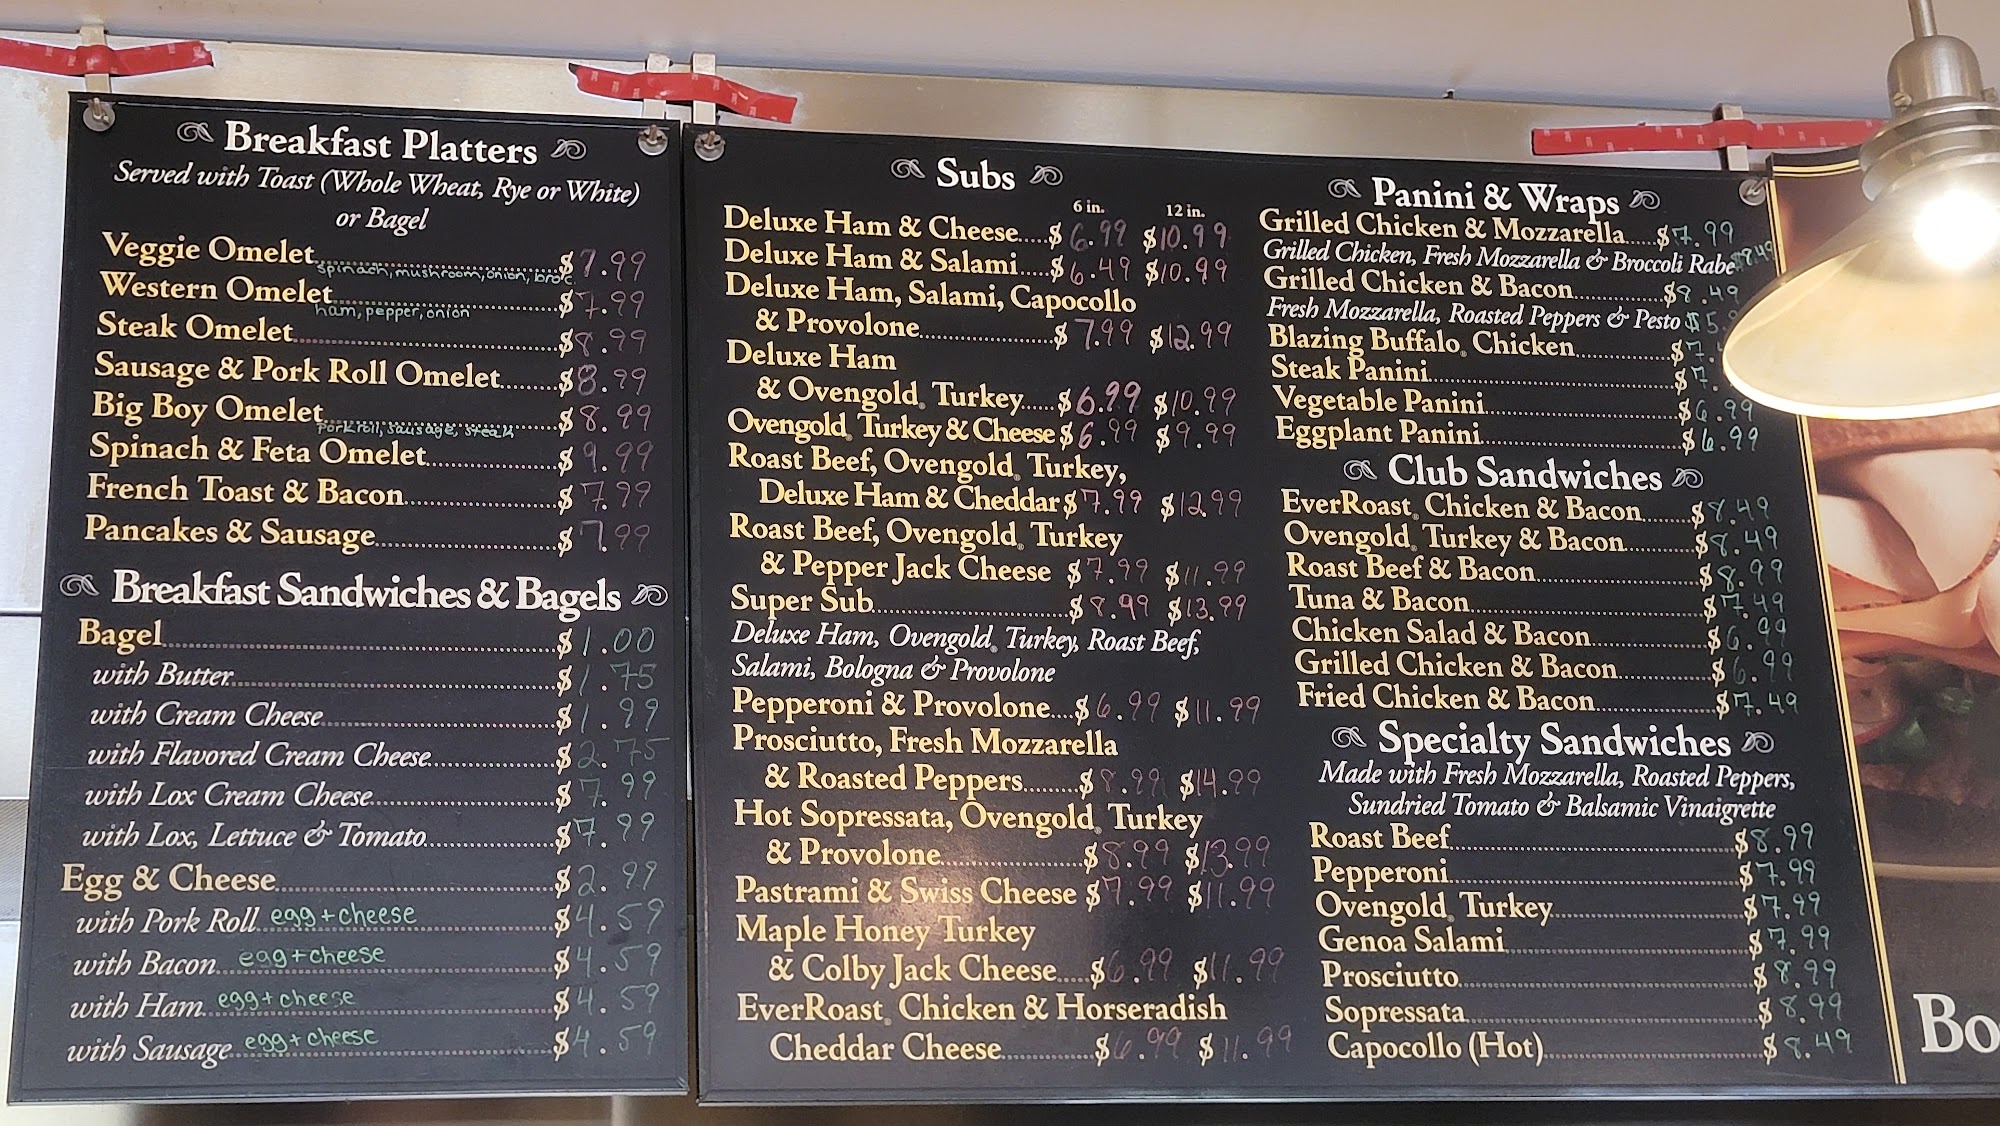 Breakfast Platters
Served with Toast (Whole Wheat, Rye or White)
or Bagel
Veggie Omelet $7.99
spinach, mushroom, onion, broc.
Western Omelet $7.99
ham, pepper, onion
Steak Omelet $8.99
Sausage & Pork Roll Omelet $8.99
Big Boy Omelet $8.99
porkroll, sausage, steak
Spinach & Feta Omelet $9.99
French Toast & Bacon $7.99
Pancakes & Sausage $7.99
Breakfast Sandwiches & Bagels
Bagel $1.00
with Butter $1.75
with Cream Cheese $1.99
with Flavored Cream Cheese $2.75
with Lox Cream Cheese $7.99
with Lox, Lettuce & Tomato $7.99
Egg & Cheese $2.99
with Pork Roll egg + cheese $4.59
with Bacon egg + cheese $4.59
with Ham egg + cheese $4.59
with Sausage egg + cheese $4.59
Subs
6 in. 12 in.
Deluxe Ham & Cheese $6.99 $10.99
Deluxe Ham & Salami $6.49 $10.99
Deluxe Ham, Salami, Capocollo
& Provolone $7.99 $12.99
Deluxe Ham
& Ovengold® Turkey $6.99 $10.99
Ovengold® Turkey & Cheese $6.99 $9.99
Roast Beef, Ovengold® Turkey,
Deluxe Ham & Cheddar $7.99 $12.99
Roast Beef, Ovengold® Turkey
& Pepper Jack Cheese $7.99 $11.99
Super Sub $8.99 $13.99
Deluxe Ham, Ovengold® Turkey, Roast Beef,
Salami, Bologna & Provolone
Pepperoni & Provolone $6.99 $11.99
Prosciutto, Fresh Mozzarella
& Roasted Peppers $8.99 $14.99
Hot Sopressata, Ovengold® Turkey
& Provolone $8.99 $13.99
Pastrami & Swiss Cheese $7.99 $11.99
Maple Honey Turkey
& Colby Jack Cheese $6.99 $11.99
EverRoast® Chicken & Horseradish
Cheddar Cheese $6.99 $11.99
Panini & Wraps
Grilled Chicken & Mozzarella $7.99
Grilled Chicken, Fresh Mozzarella & Broccoli Rabe $8.49
Grilled Chicken & Bacon $8.49
Fresh Mozzarella, Roasted Peppers & Pesto $5.
Blazing Buffalo® Chicken $7.
Steak Panini $7.
Vegetable Panini $6.99
Eggplant Panini $6.99
Club Sandwiches
EverRoast® Chicken & Bacon $8.49
Ovengold® Turkey & Bacon $8.49
Roast Beef & Bacon $8.99
Tuna & Bacon $7.49
Chicken Salad & Bacon $6.99
Grilled Chicken & Bacon $6.99
Fried Chicken & Bacon $7.49
Specialty Sandwiches
Made with Fresh Mozzarella, Roasted Peppers,
Sundried Tomato & Balsamic Vinaigrette
Roast Beef $8.99
Pepperoni $7.99
Ovengold® Turkey $7.99
Genoa Salami $7.99
Prosciutto $8.99
Sopressata $8.99
Capocollo (Hot) $8.49
Bo